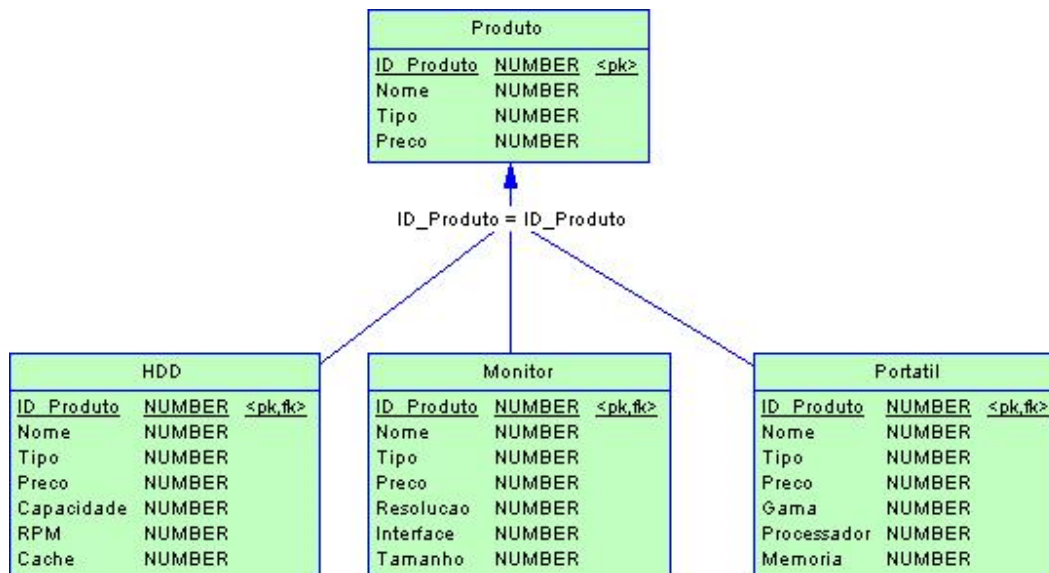 Produto
ID_Produto NUMBER <pk>
Nome NUMBER
Tipo NUMBER
Preco NUMBER
ID_Produto = ID_Produto
HDD
ID_Produto NUMBER <pk,fk>
Nome NUMBER
Tipo NUMBER
Preco NUMBER
Capacidade NUMBER
RPM NUMBER
Cache NUMBER
Monitor
ID_Produto NUMBER <pk,fk>
Nome NUMBER
Tipo NUMBER
Preco NUMBER
Resolucao NUMBER
Interface NUMBER
Tamanho NUMBER
Portatil
ID_Produto NUMBER <pk,fk>
Nome NUMBER
Tipo NUMBER
Preco NUMBER
Gama NUMBER
Processador NUMBER
Memoria NUMBER